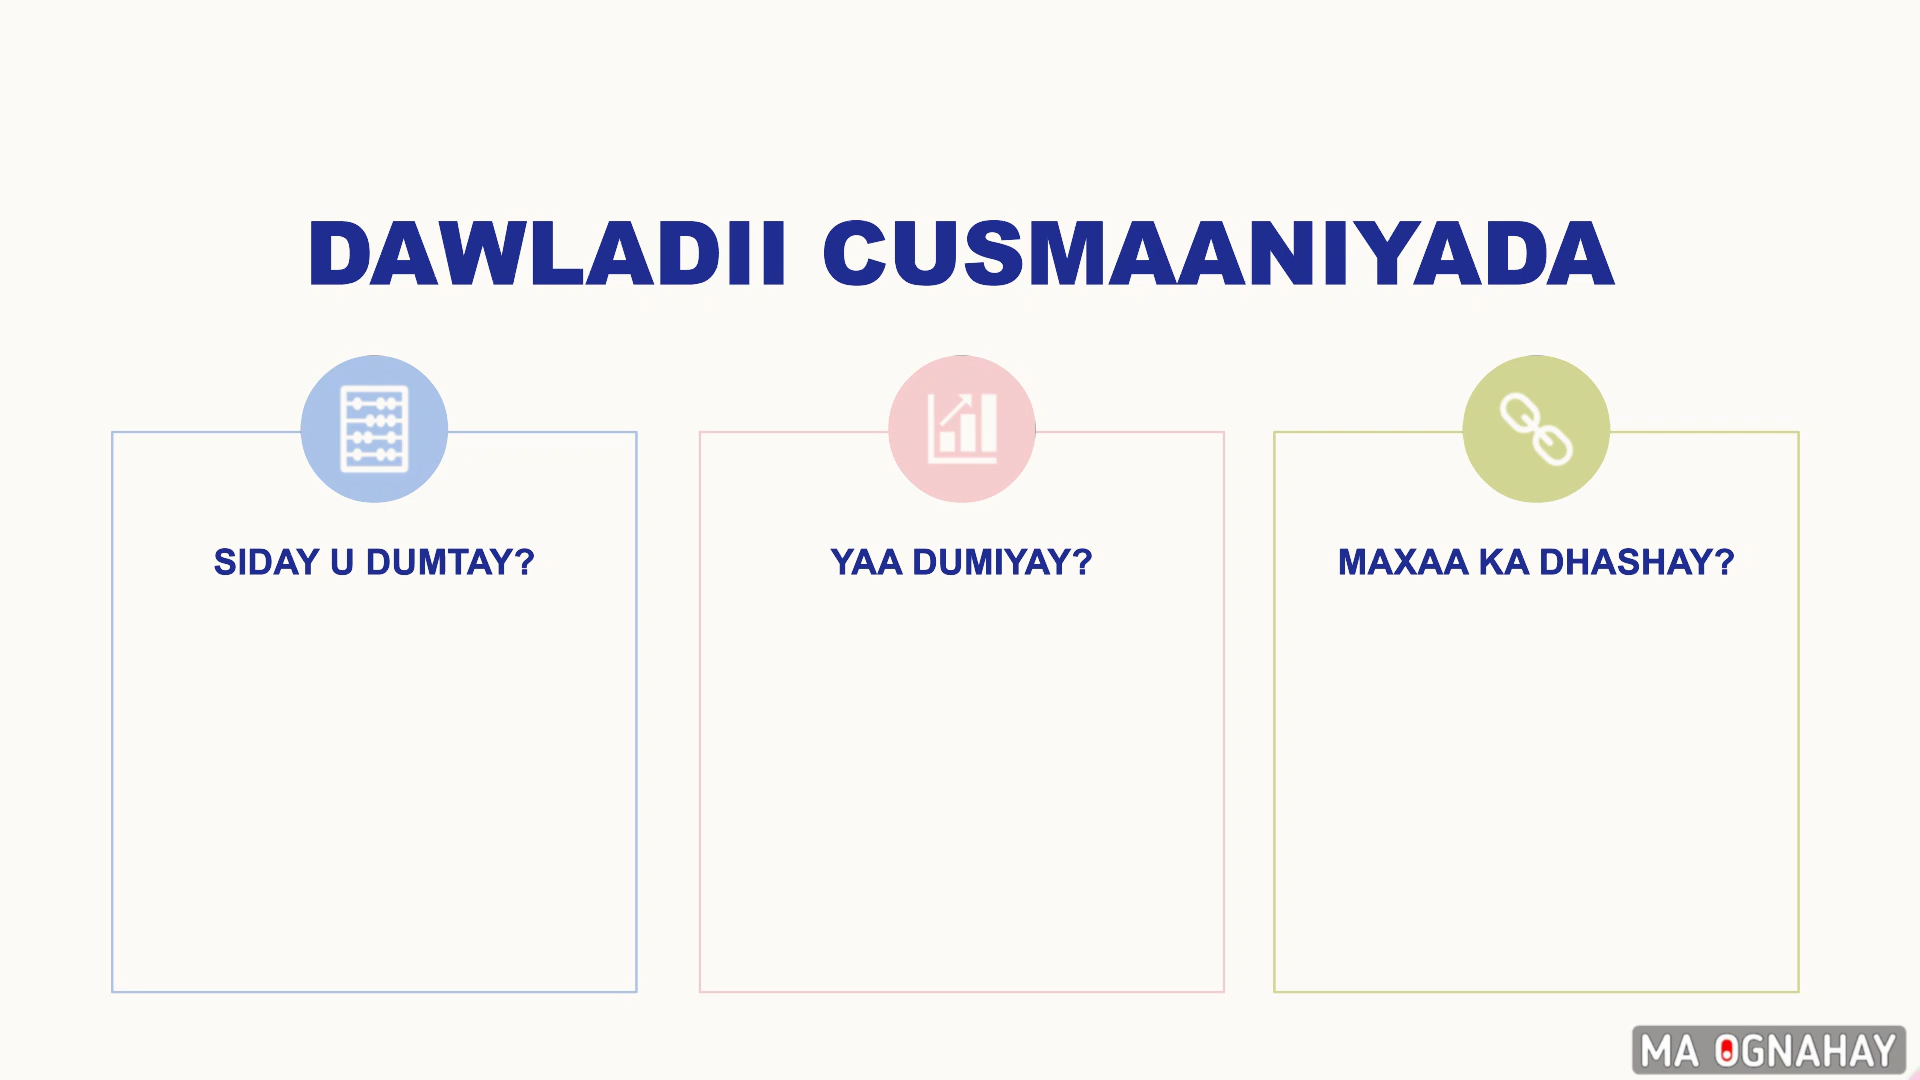 DAWLADII CUSMAANIYADA
SIDAY U DUMTAY?
YAA DUMIYAY?
MAXAA KA DHASHAY?
MA OGNAHAY